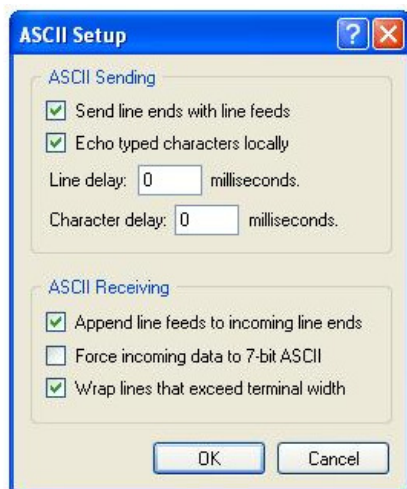 ASCII Setup
ASCII Sending
Send line ends with line feeds
Echo typed characters locally
Line delay: 0 milliseconds.
Character delay: 0 milliseconds.
ASCII Receiving
Append line feeds to incoming line ends
Force incoming data to 7-bit ASCII
Wrap lines that exceed terminal width
OK Cancel